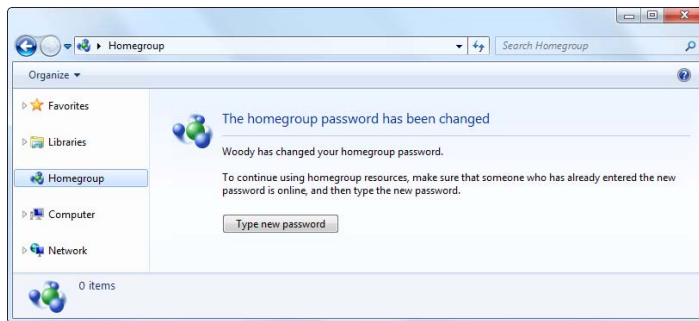 Homegroup
Search Homegroup
Organize
Favorites
Libraries
Homegroup
Computer
Network
The homegroup password has been changed
Woody has changed your homegroup password.
To continue using homegroup resources, make sure that someone who has already entered the new
password is online, and then type the new password.
Type new password
0 items